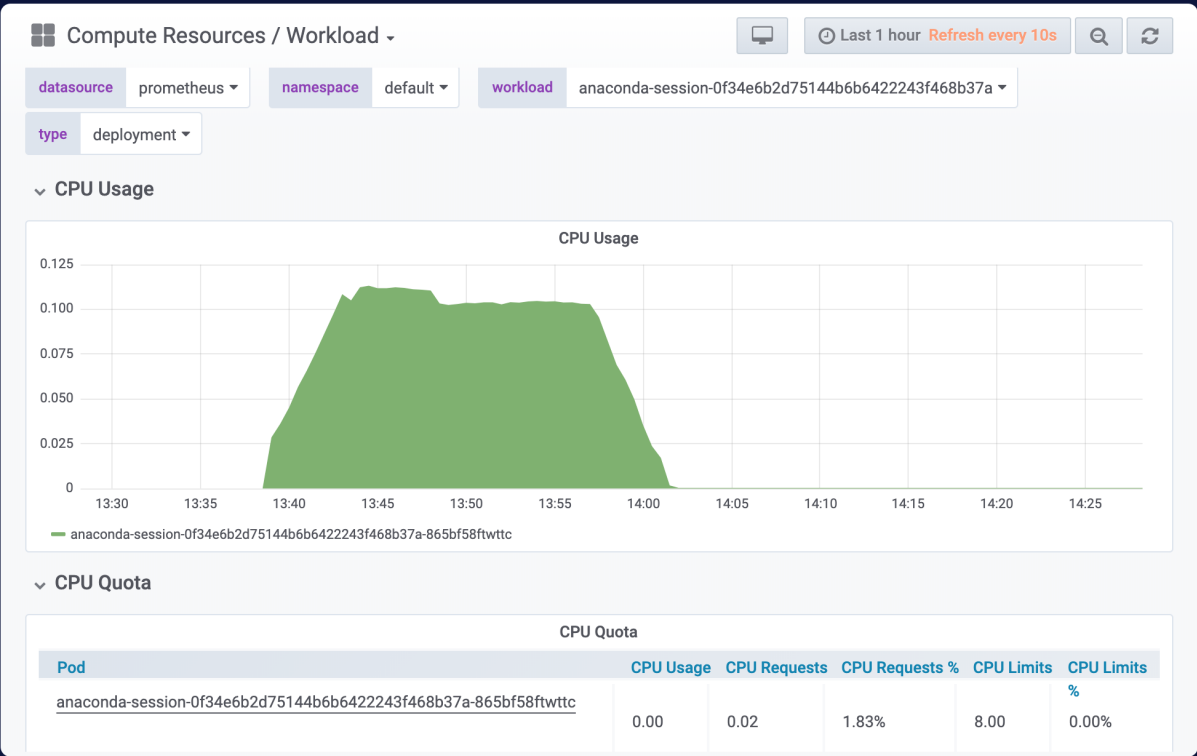 Compute Resources / Workload
Last 1 hour Refresh every 10s
datasource prometheus namespace default workload anaconda-session-0f34e6b2d75144b6b6422243f468b37a
type deployment
CPU Usage
CPU Usage
0.125
0.100
0.075
0.050
0.025
0
13:30 13:35 13:40 13:45 13:50 13:55 14:00 14:05 14:10 14:15 14:20 14:25
anaconda-session-0f34e6b2d75144b6b6422243f468b37a-865bf58ftwttc
CPU Quota
CPU Quota
Pod CPU Usage CPU Requests CPU Requests % CPU Limits CPU Limits
%
anaconda-session-0f34e6b2d75144b6b6422243f468b37a-865bf58ftwttc
0.00 0.02 1.83% 8.00 0.00%